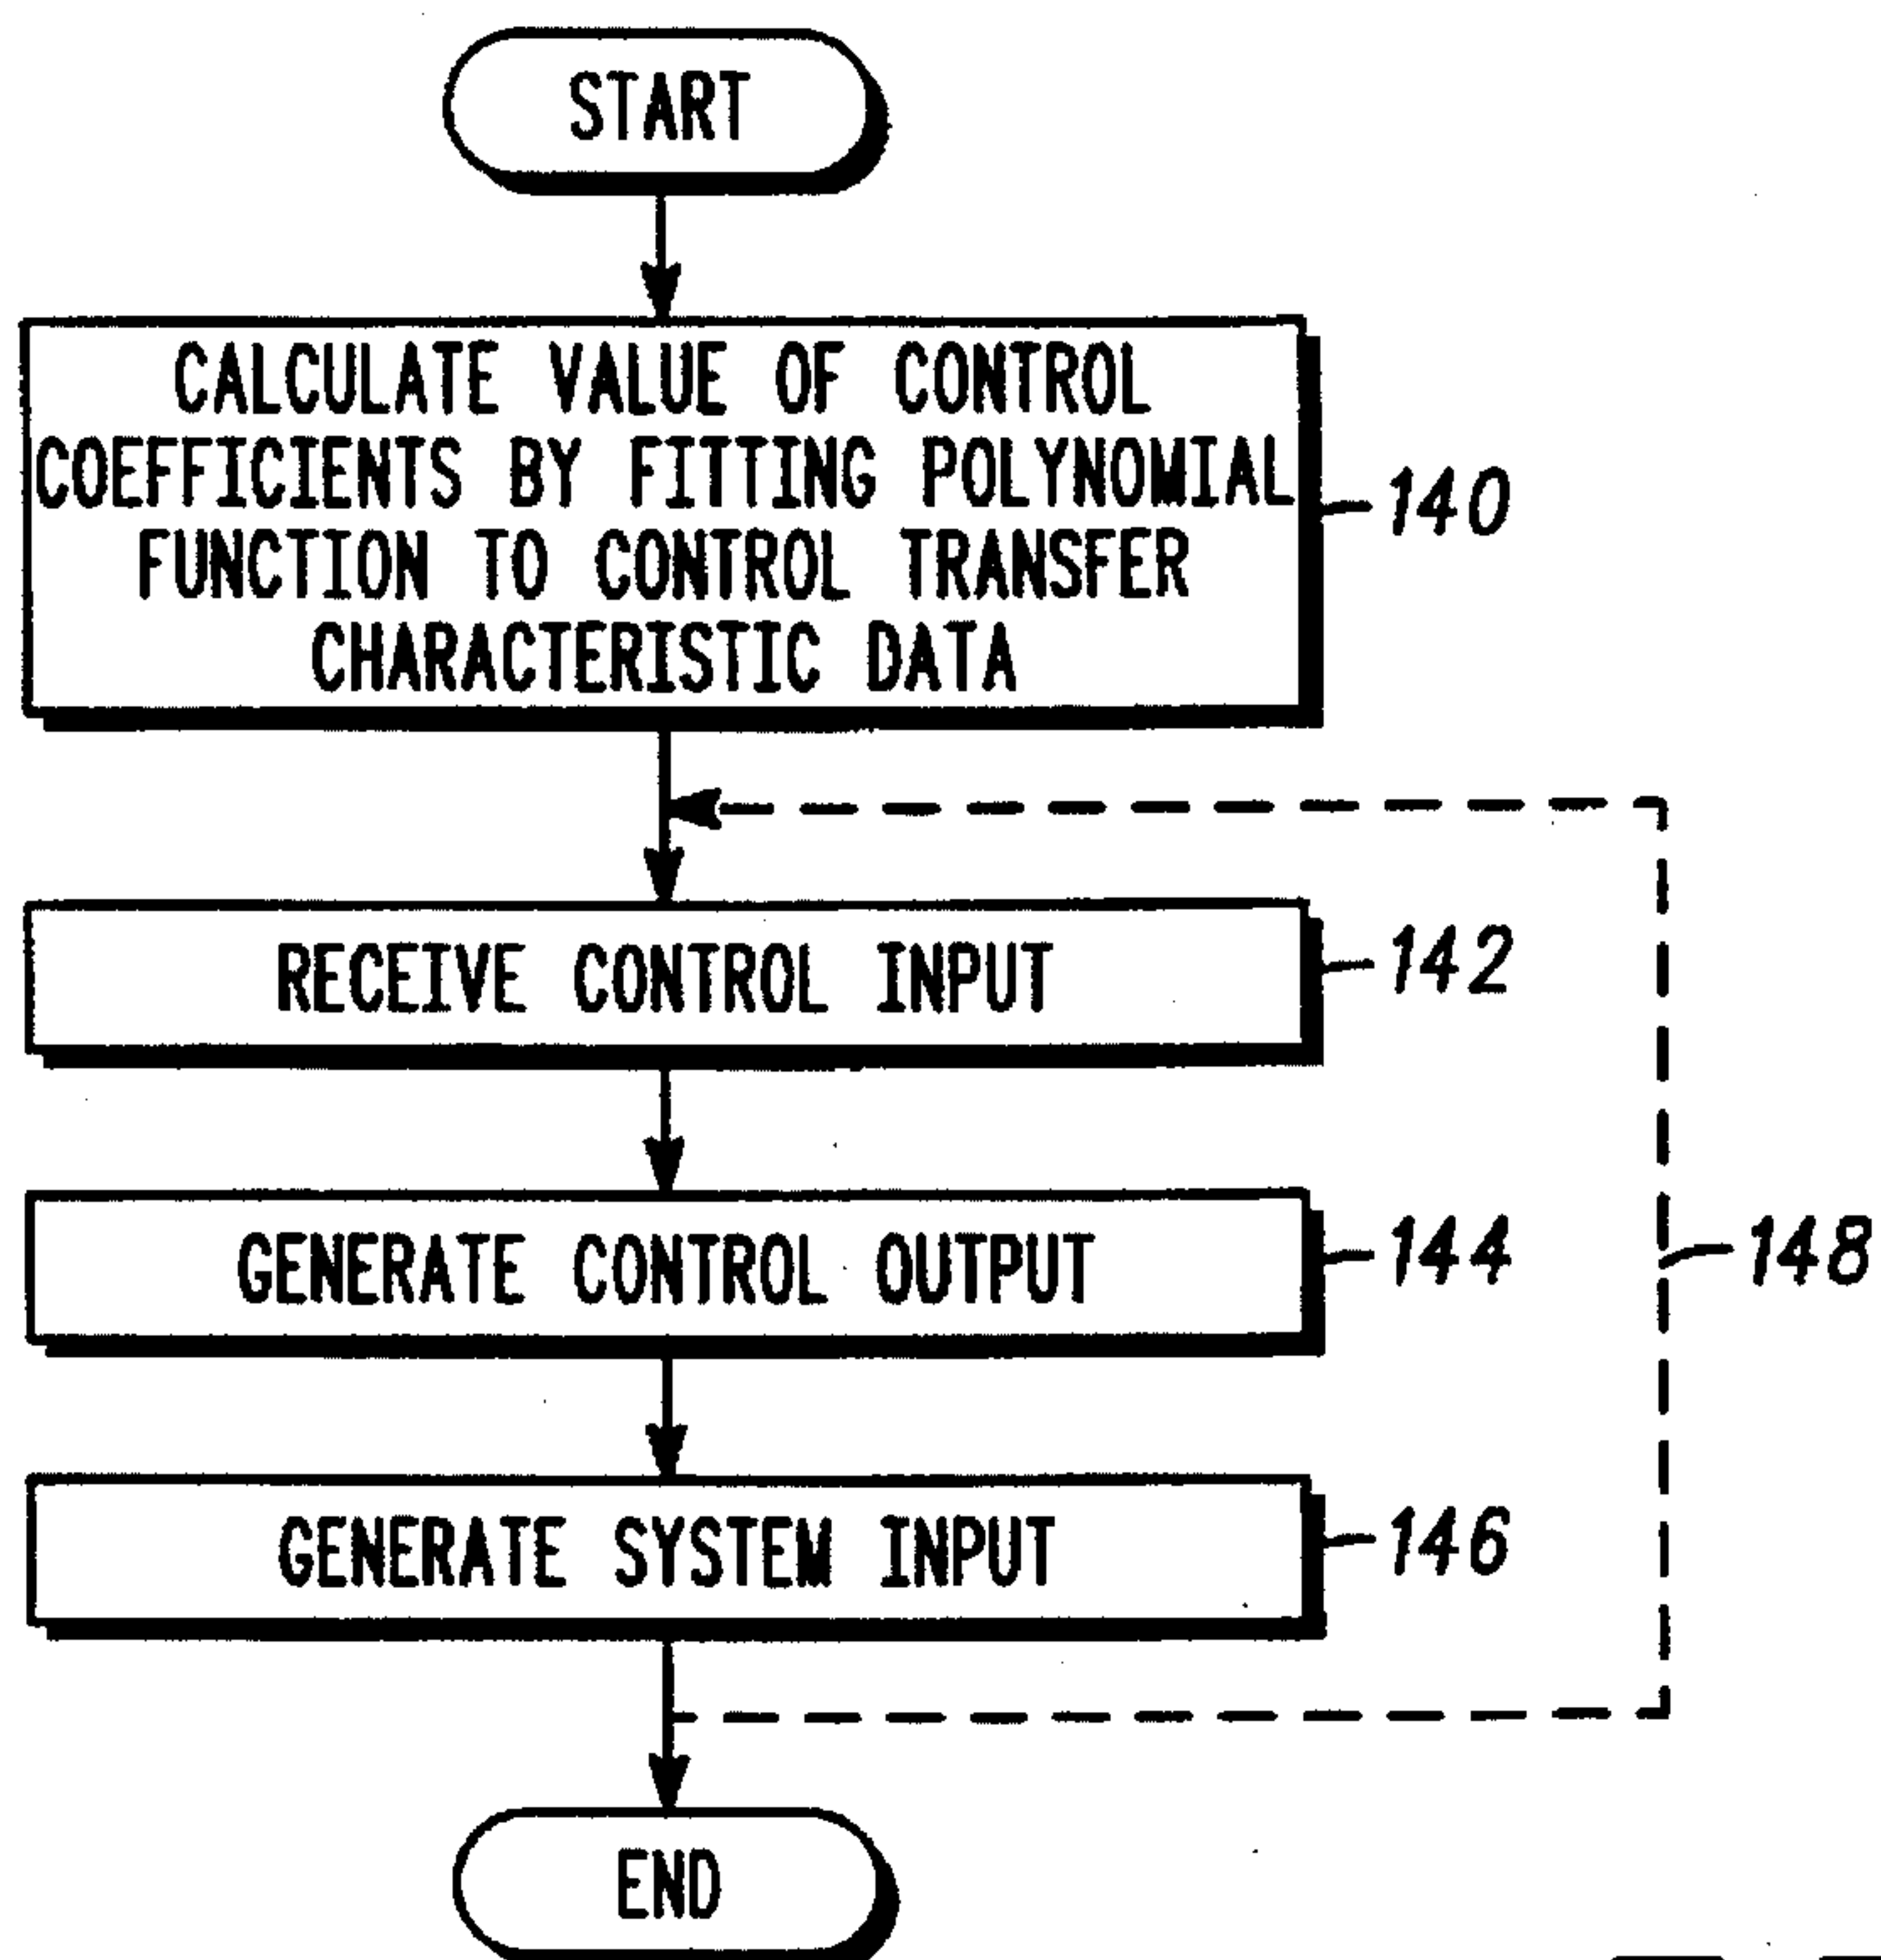 START
CALCULATE VALUE OF CONTROL
COEFFICIENTS BY FITTING POLYNOMIAL
FUNCTION TO CONTROL TRANSFER
CHARACTERISTIC DATA
140
RECEIVE CONTROL INPUT
142
GENERATE CONTROL OUTPUT
144
148
GENERATE SYSTEM INPUT
146
END